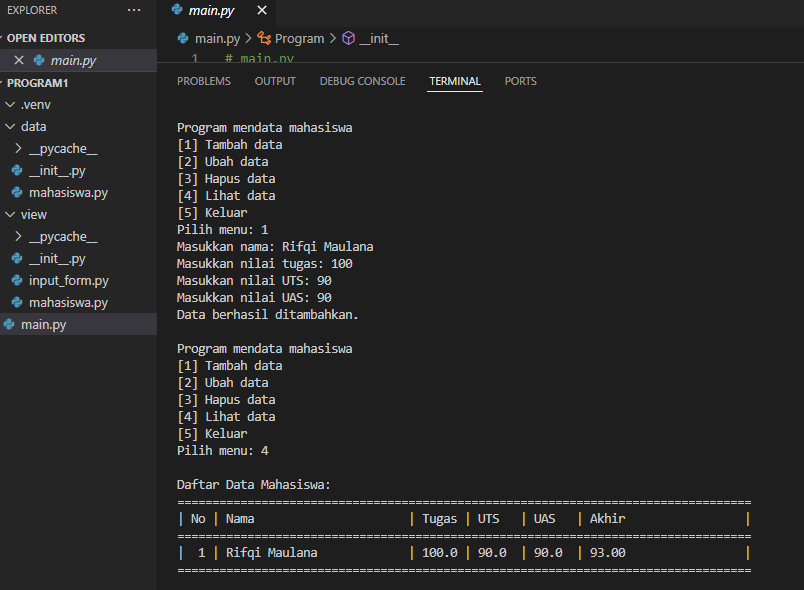 EXPLORER
OPEN EDITORS
main.py
PROGRAM1
.venv
data
__pycache__
__init__.py
mahasiswa.py
view
__pycache__
__init__.py
input_form.py
mahasiswa.py
main.py
main.py
main.py > Program > __init__
1 # main.py
PROBLEMS OUTPUT DEBUG CONSOLE TERMINAL PORTS
Program mendata mahasiswa
[1] Tambah data
[2] Ubah data
[3] Hapus data
[4] Lihat data
[5] Keluar
Pilih menu: 1
Masukkan nama: Rifqi Maulana
Masukkan nilai tugas: 100
Masukkan nilai UTS: 90
Masukkan nilai UAS: 90
Data berhasil ditambahkan.
Program mendata mahasiswa
[1] Tambah data
[2] Ubah data
[3] Hapus data
[4] Lihat data
[5] Keluar
Pilih menu: 4
Daftar Data Mahasiswa:
==================================================================================
| No | Nama | Tugas | UTS | UAS | Akhir |
==================================================================================
| 1 | Rifqi Maulana | 100.0 | 90.0 | 90.0 | 93.00 |
==================================================================================